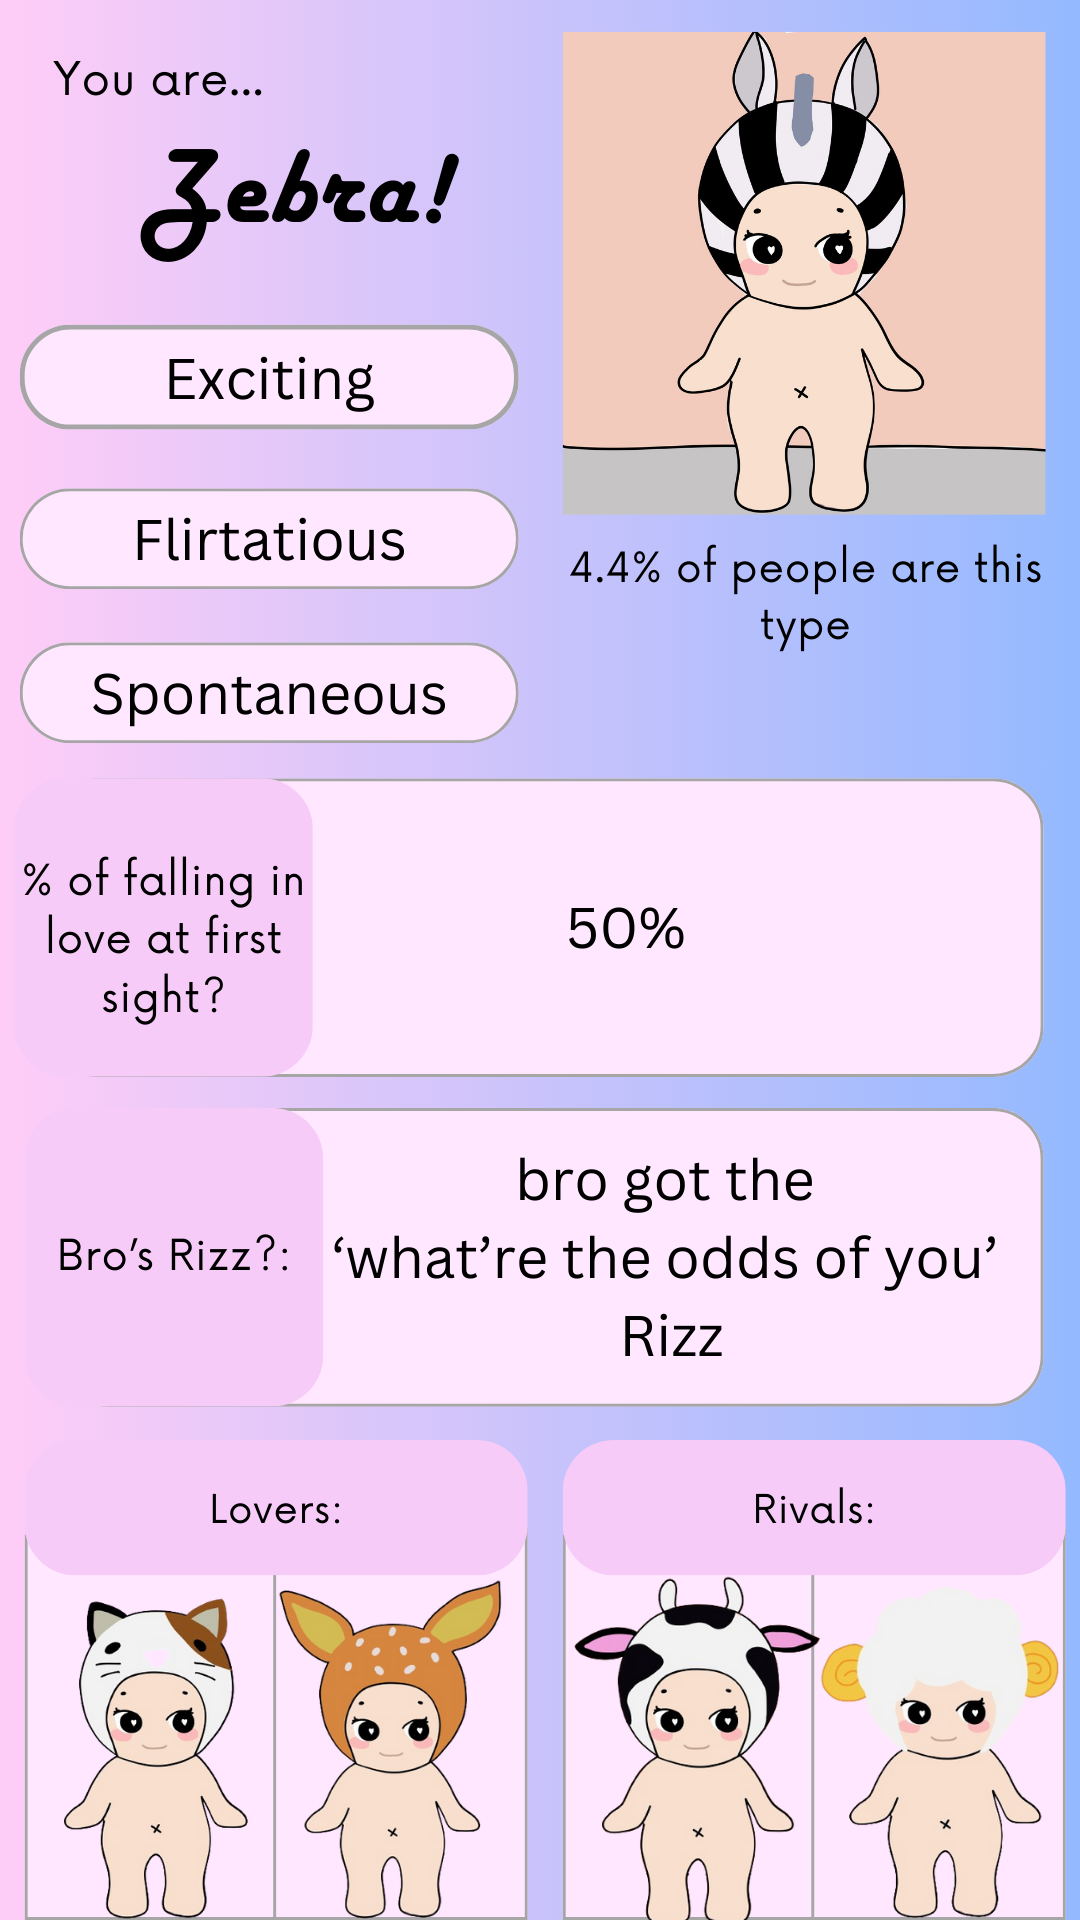 You are...
Zebra!
Exciting
Flirtatious
Spontaneous
4.4% of people are this
type
% of falling in
love at first
sight?
50%
Bro's Rizz?:
bro got the
‘what’re the odds of you’
Rizz
Lovers:
Rivals: